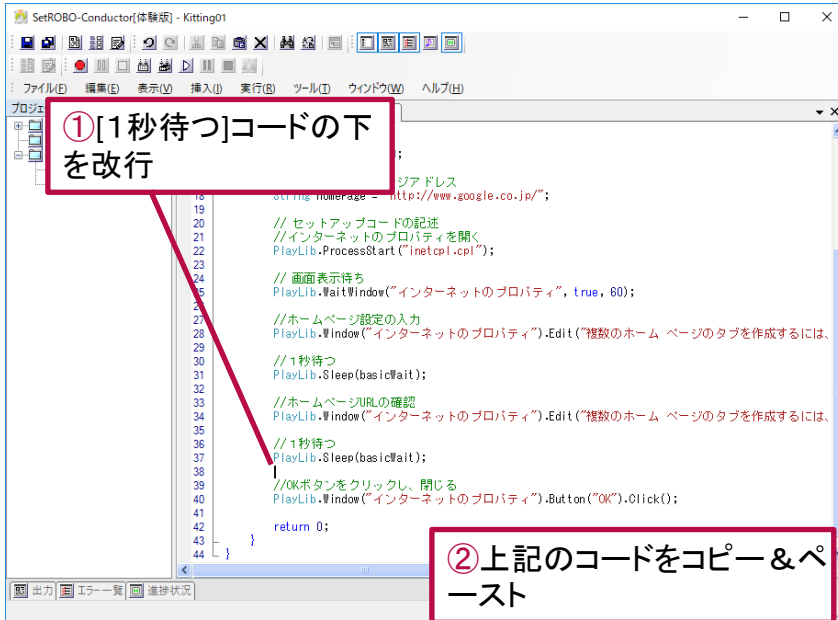 SetROBO-Conductor[体験版] - Kitting01
ファイル(F) 編集(E) 表示(V) 挿入(I) 実行(R) ツール(T) ウィンドウ(W) ヘルプ(H)
プロジェ
①[１秒待つ]コードの下
を改行
;
ジアドレス
18 String homePage = "http://www.google.co.jp/";
19
20 // セットアップコードの記述
21 //インターネットのプロパティを開く
22 PlayLib.ProcessStart("inetcpl.cpl");
23
24 // 画面表示待ち
25 PlayLib.WaitWindow("インターネットのプロパティ", true, 60);
26
27 //ホームページ設定の入力
28 PlayLib.Window("インターネットのプロパティ").Edit("複数のホーム ページのタブを作成するには、
29
30 //１秒待つ
31 PlayLib.Sleep(basicWait);
32
33 //ホームページURLの確認
34 PlayLib.Window("インターネットのプロパティ").Edit("複数のホーム ページのタブを作成するには、
35
36 //１秒待つ
37 PlayLib.Sleep(basicWait);
38
39 //OKボタンをクリックし、閉じる
40 PlayLib.Window("インターネットのプロパティ").Button("OK").Click();
41
42 return 0;
43 }
44 }
②上記のコードをコピー＆ペ
ースト
出力 エラー一覧 進捗状況